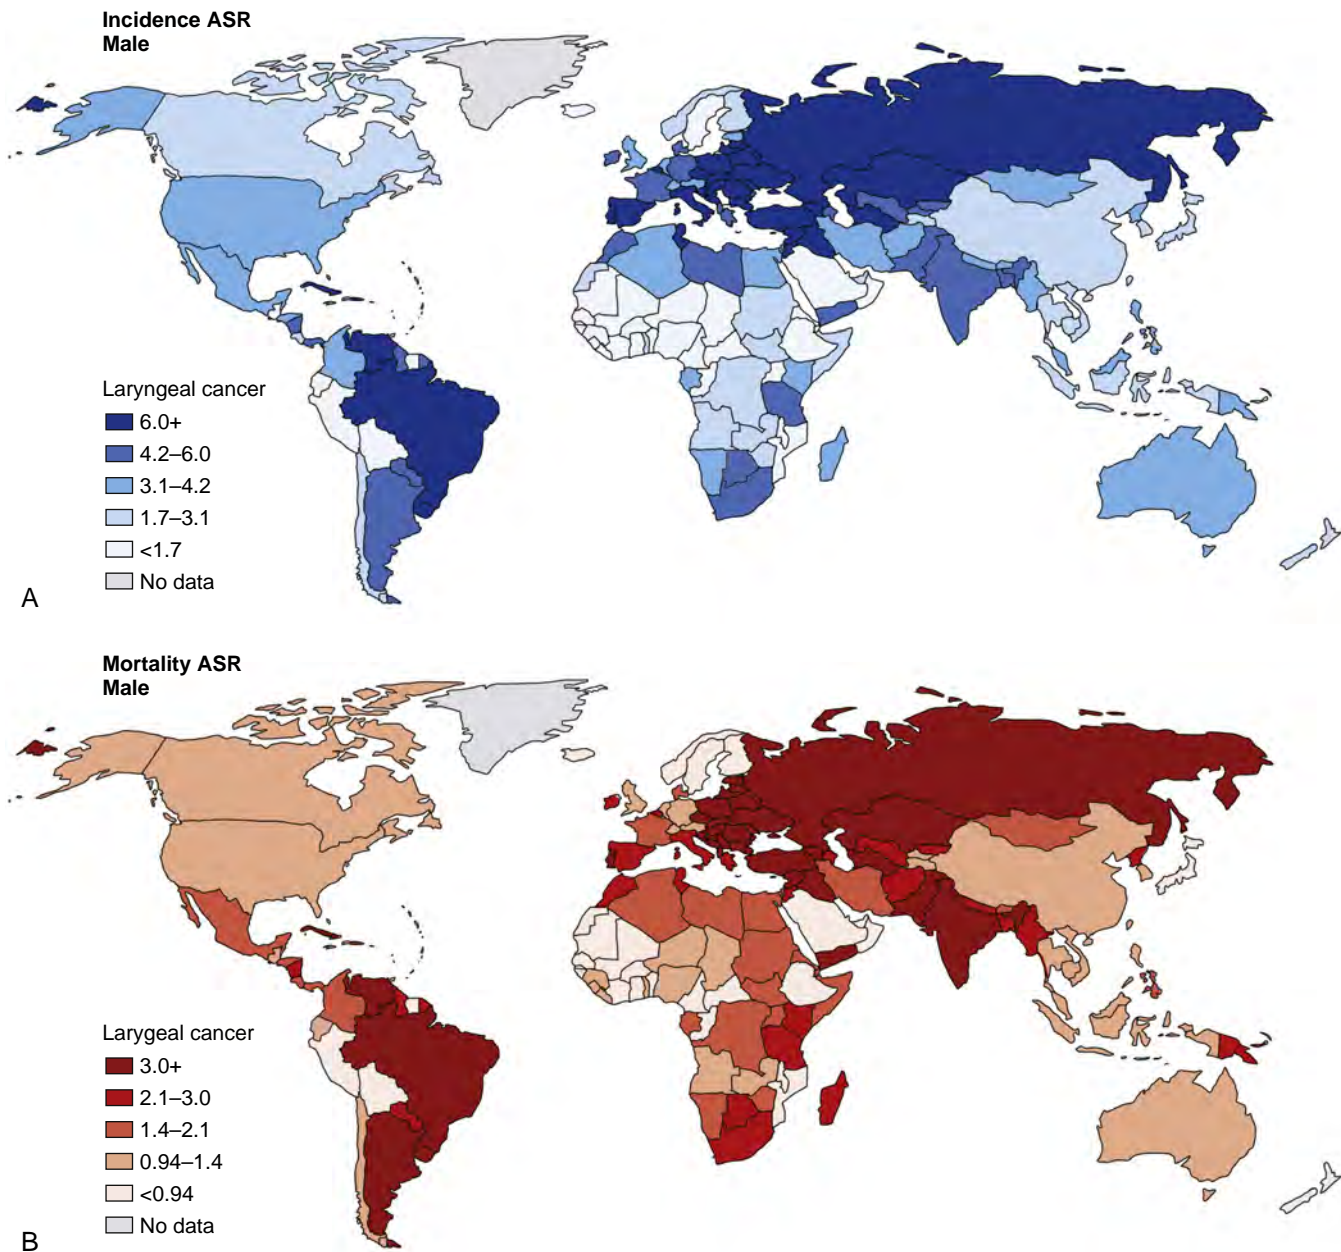 Incidence ASR
Male
Laryngeal cancer
6.0+
4.2–6.0
3.1–4.2
1.7–3.1
<1.7
No data
A
Mortality ASR
Male
Larygeal cancer
3.0+
2.1–3.0
1.4–2.1
0.94–1.4
<0.94
No data
B